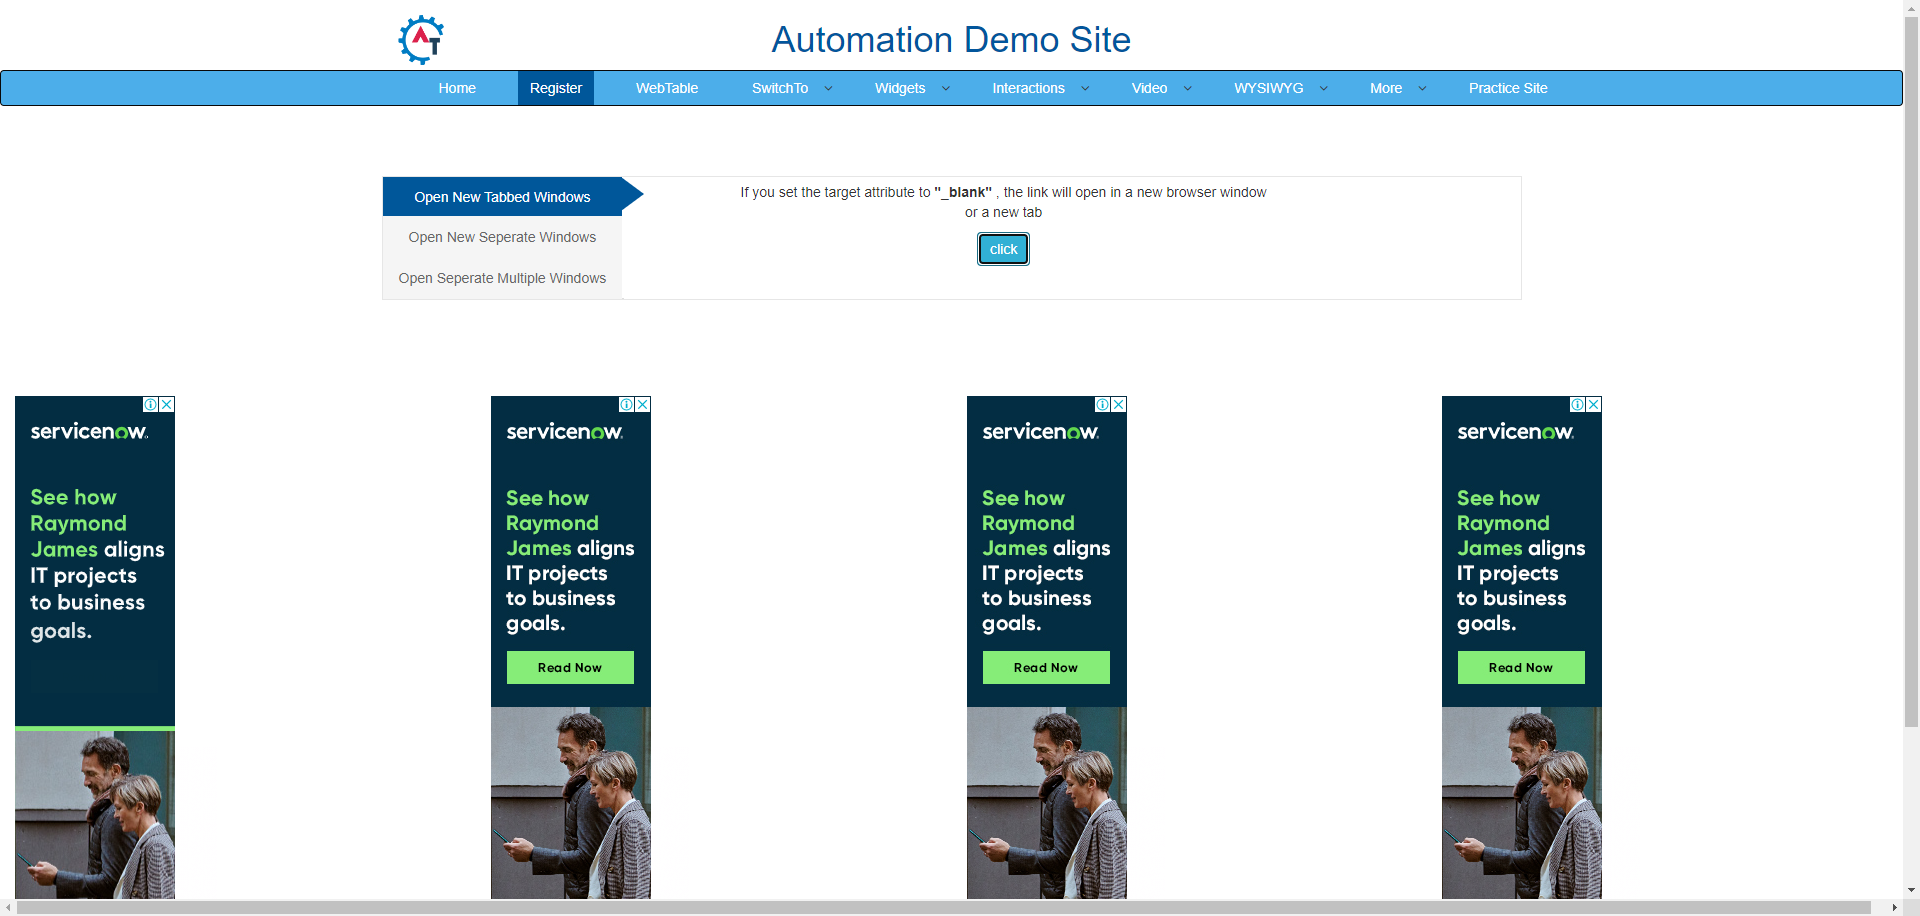 AT
Automation Demo Site
Home Register WebTable SwitchTo Widgets Interactions Video WYSIWYG More Practice Site
Open New Tabbed Windows
Open New Seperate Windows
Open Seperate Multiple Windows
If you set the target attribute to "_blank" , the link will open in a new browser window
or a new tab
click
servicenow
See how
Raymond
James aligns
IT projects
to business
goals.
servicenow
See how
Raymond
James aligns
IT projects
to business
goals.
Read Now
servicenow
See how
Raymond
James aligns
IT projects
to business
goals.
Read Now
servicenow
See how
Raymond
James aligns
IT projects
to business
goals.
Read Now